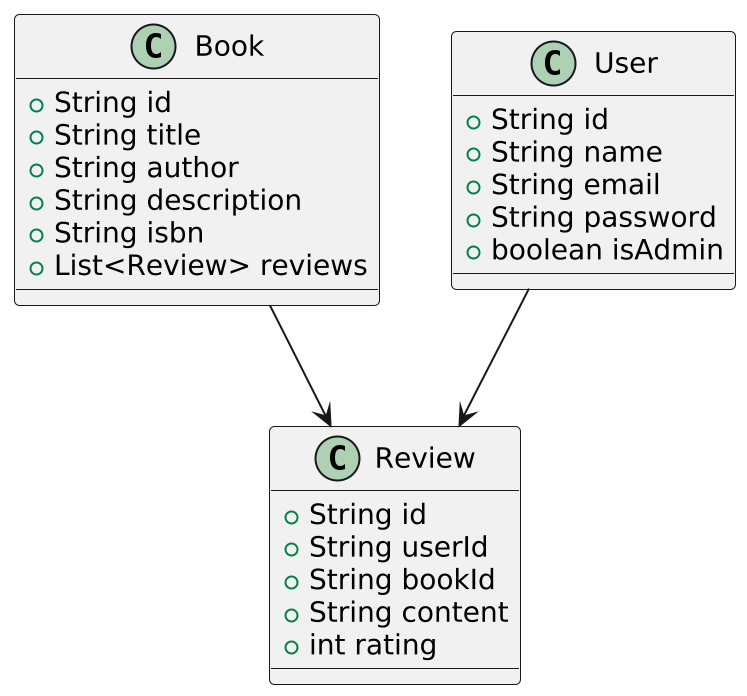 C Book
String id
String title
String author
String description
String isbn
List<Review> reviews
C User
String id
String name
String email
String password
boolean isAdmin
C Review
String id
String userId
String bookId
String content
int rating